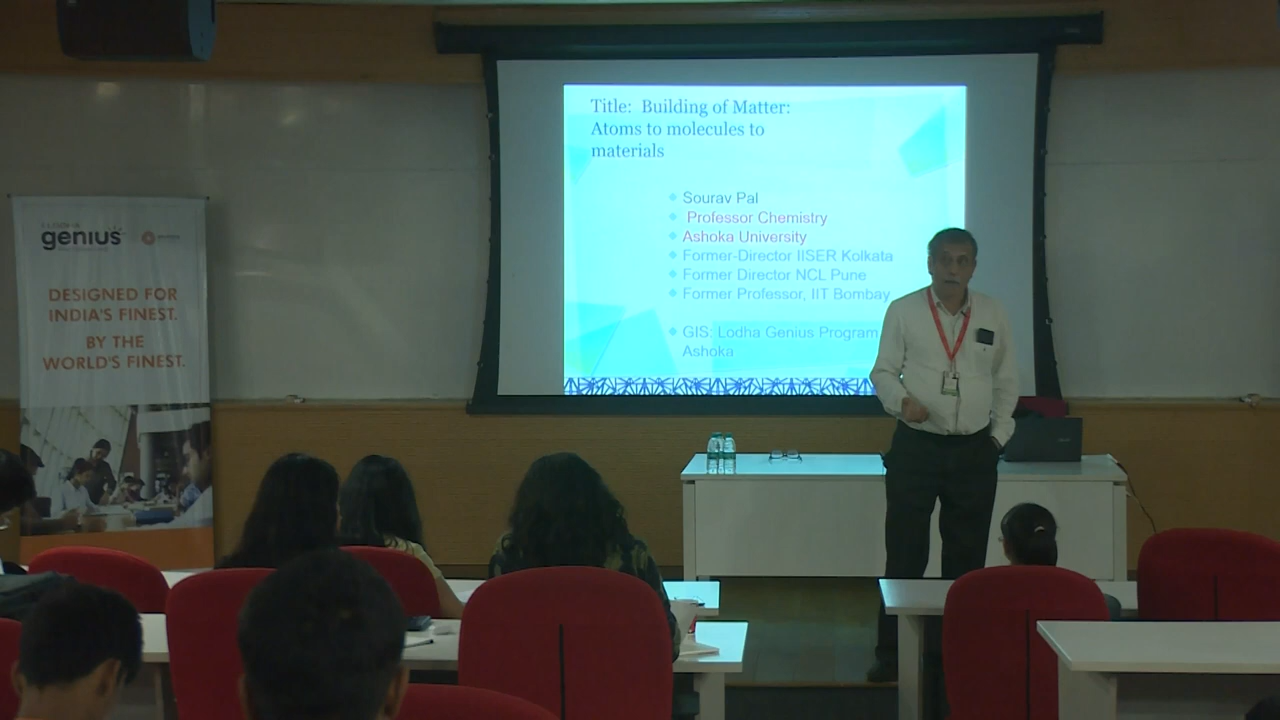 genius
DESIGNED FOR
INDIA'S FINEST.
BY THE
WORLD'S FINEST.
Title: Building of Matter:
Atoms to molecules to
materials
Sourav Pal
Professor Chemistry
Ashoka University
Former-Director IISER Kolkata
Former Director NCL Pune
Former Professor, IIT Bombay
GIS: Lodha Genius Program
Ashoka